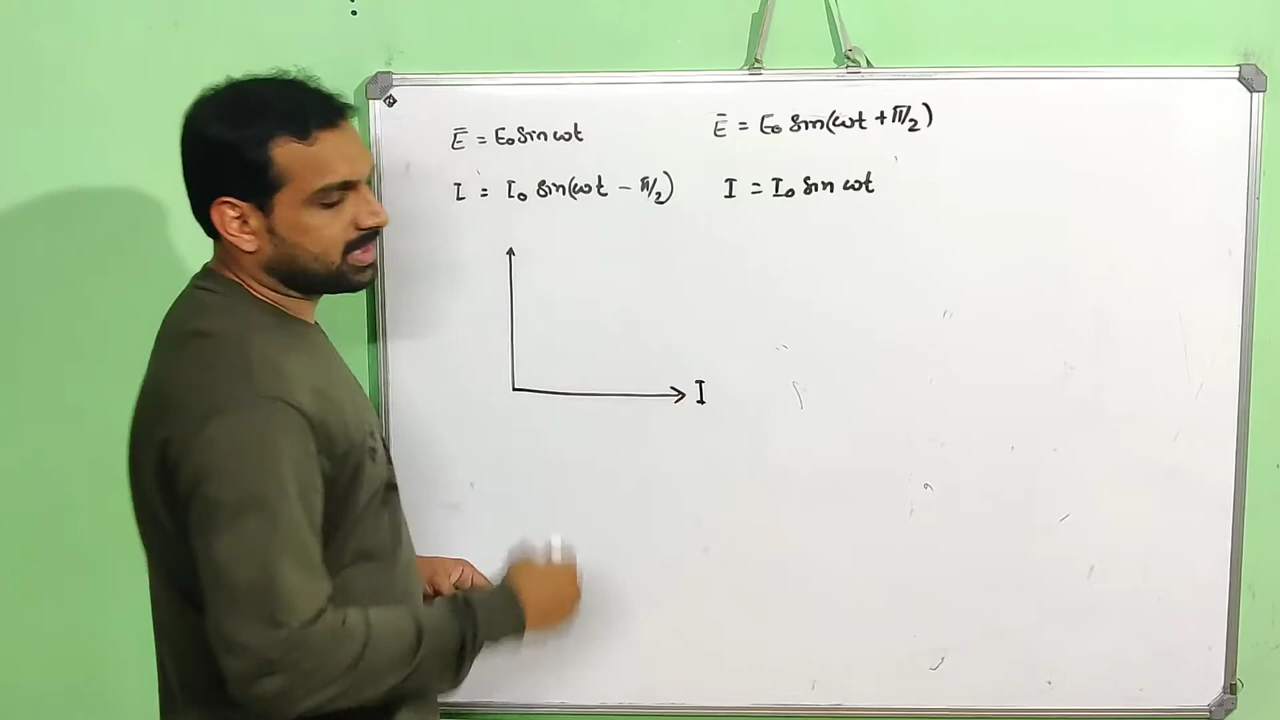 Ē = E₀ Sin ωt
I = I₀ Sin(ωt - π/2)
Ē = E₀ Sin(ωt + π/2)
I = I₀ Sin ωt
I